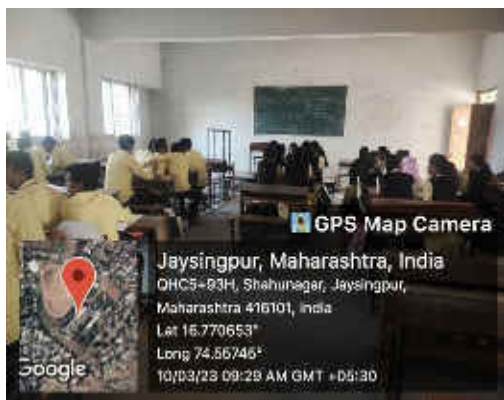 GPS Map Camera
Jaysingpur, Maharashtra, India
QHC5+93H, Shahunagar, Jaysingpur,
Maharashtra 416101, India
Lat 16.770653°
Long 74.55745°
10/03/23 09:29 AM GMT +05:30
Google